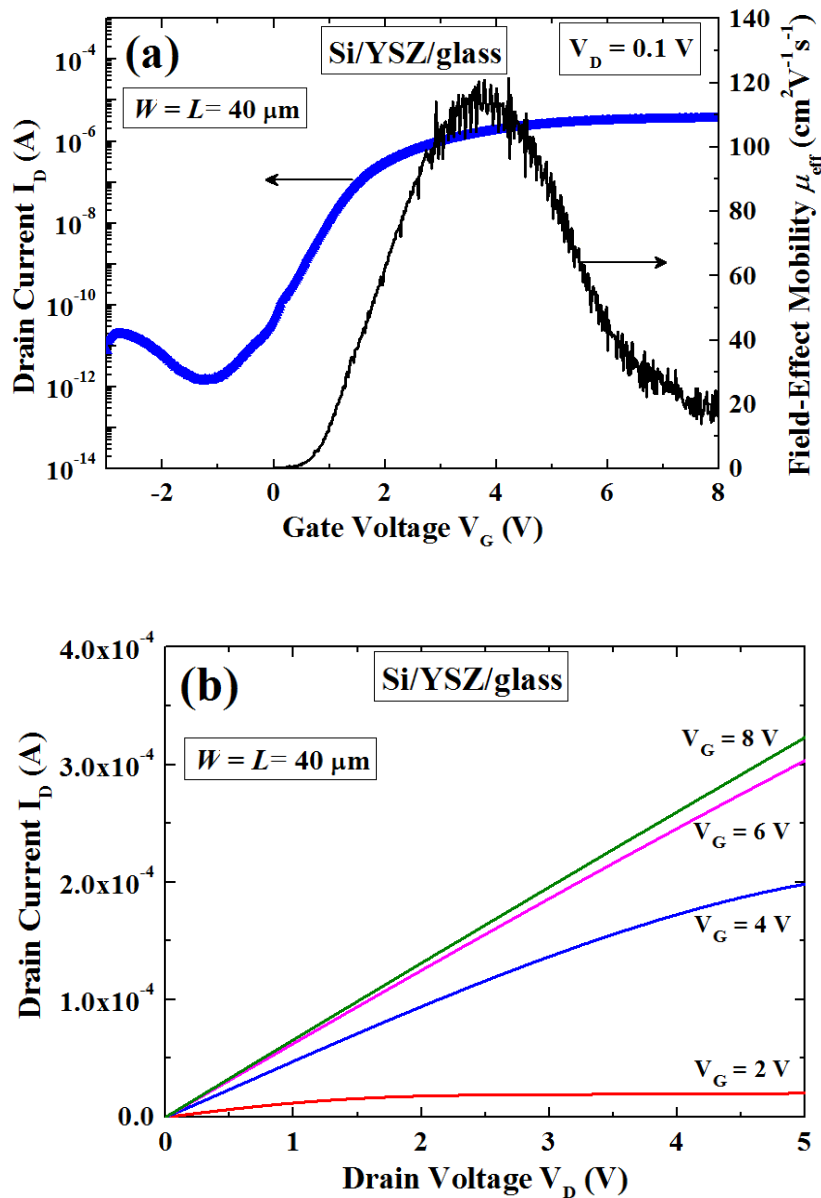 (a)
Si/YSZ/glass
V_D = 0.1 V
W = L= 40 μm
Drain Current I_D (A)
10^-4
10^-6
10^-8
10^-10
10^-12
10^-14
140
120
100
80
60
40
20
0
Field-Effect Mobility μ_eff (cm^2V^-1s^-1)
-2 0 2 4 6 8
Gate Voltage V_G (V)
(b)
Si/YSZ/glass
W = L= 40 μm
Drain Current I_D (A)
4.0x10^-4
3.0x10^-4
2.0x10^-4
1.0x10^-4
0.0
V_G = 8 V
V_G = 6 V
V_G = 4 V
V_G = 2 V
0 1 2 3 4 5
Drain Voltage V_D (V)